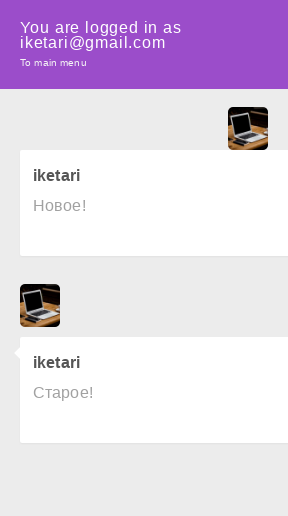 You are logged in as
iketari@gmail.com
To main menu
iketari
Новое!
iketari
Старое!